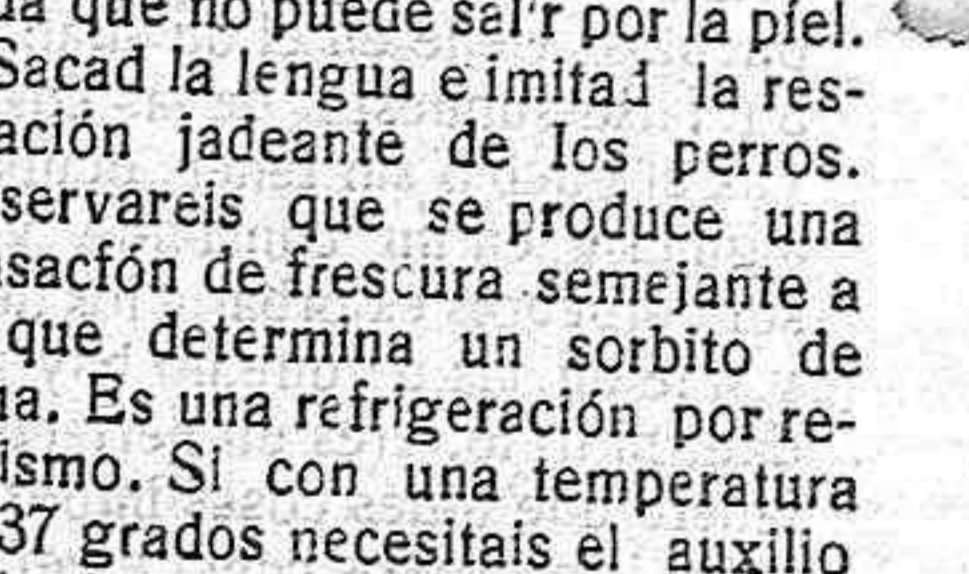 ua que no puede salir por la piel.
Sacad la lengua e imitad la res-
ación jadeante de los perros.
servareis que se produce una
sacfón de frescura semejante a
que determina un sorbito de
ua. Es una refrigeración por re-
ismo. Si con una temperatura
37 grados necesitais el auxilio